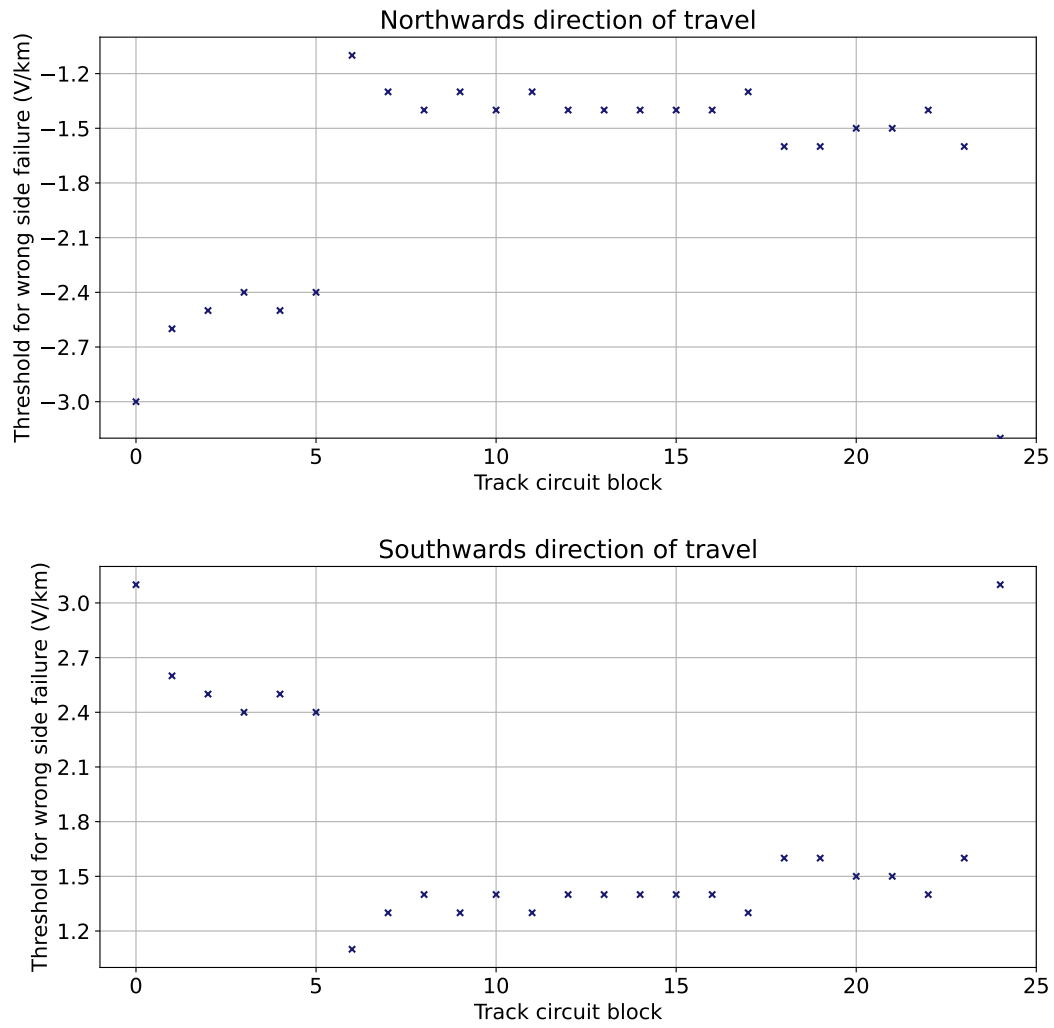 Northwards direction of travel
Threshold for wrong side failure (V/km)
−1.2
−1.5
−1.8
−2.1
−2.4
−2.7
−3.0
0 5 10 15 20 25
Track circuit block
Southwards direction of travel
Threshold for wrong side failure (V/km)
3.0
2.7
2.4
2.1
1.8
1.5
1.2
0 5 10 15 20 25
Track circuit block